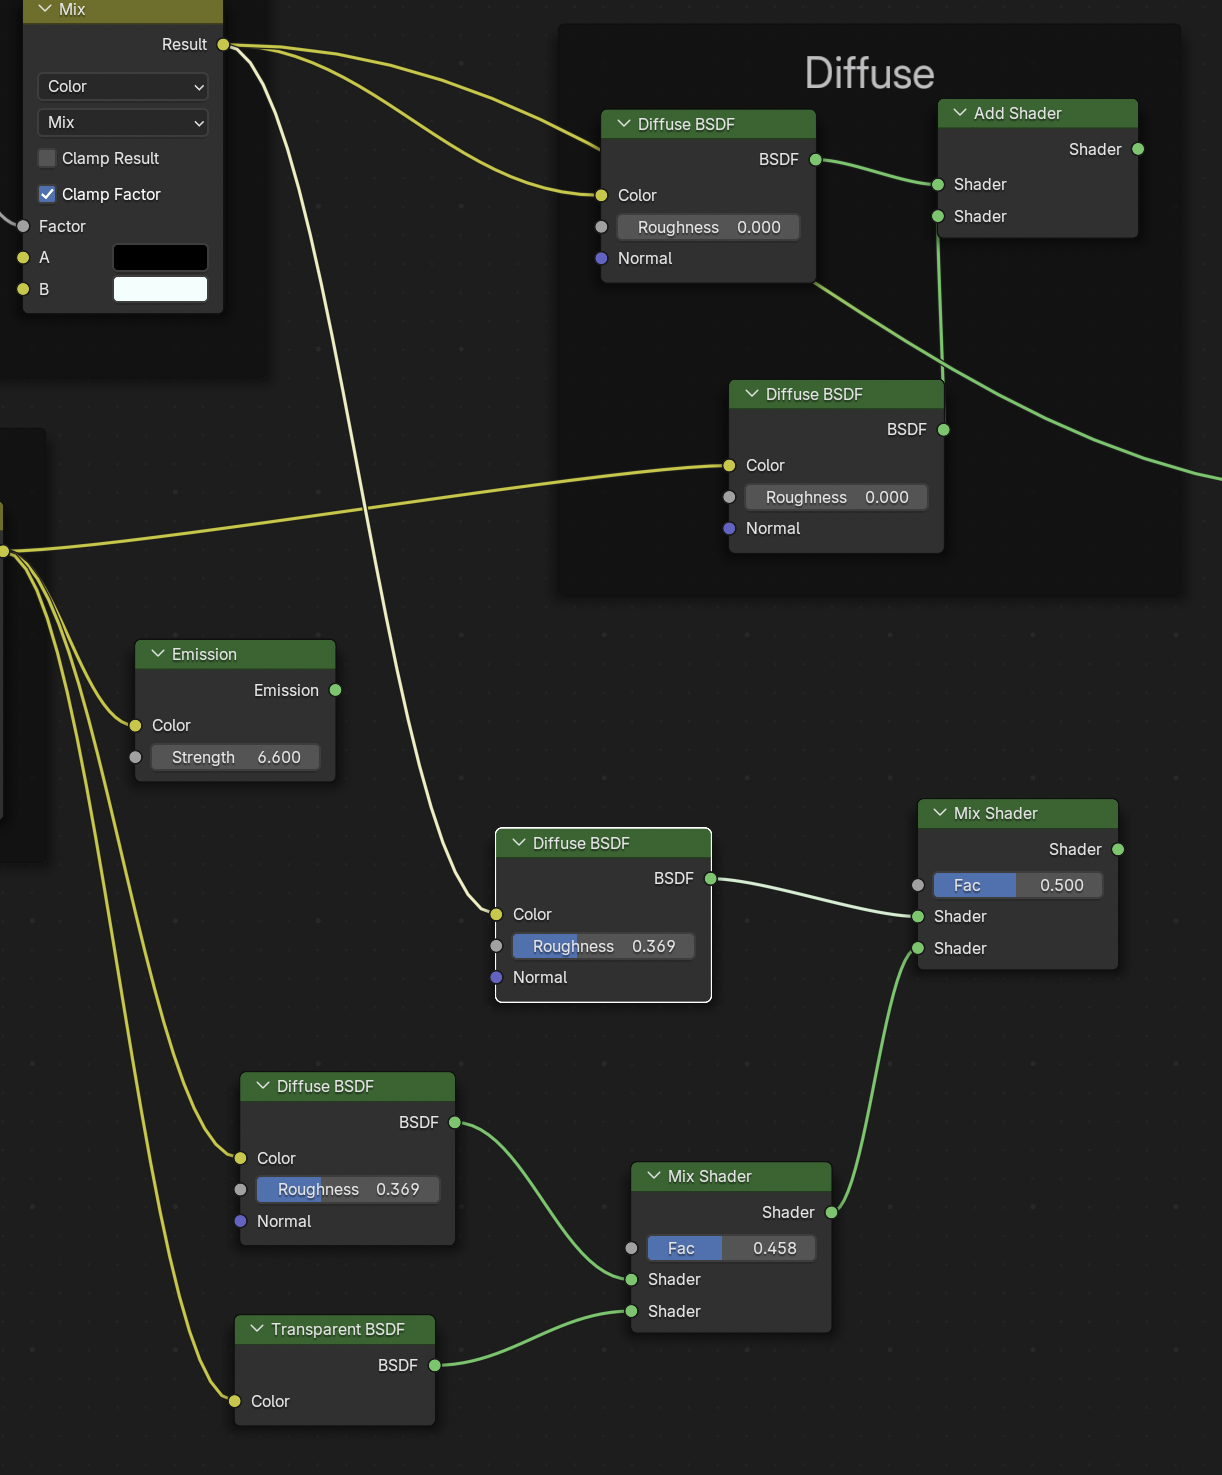 Mix
Result
Color
Mix
Clamp Result
Clamp Factor
Factor
A
B
Diffuse
Diffuse BSDF
BSDF
Color
Roughness 0.000
Normal
Add Shader
Shader
Shader
Shader
Diffuse BSDF
BSDF
Color
Roughness 0.000
Normal
Emission
Emission
Color
Strength 6.600
Diffuse BSDF
BSDF
Color
Roughness 0.369
Normal
Mix Shader
Shader
Fac 0.500
Shader
Shader
Diffuse BSDF
BSDF
Color
Roughness 0.369
Normal
Mix Shader
Shader
Fac 0.458
Shader
Shader
Transparent BSDF
BSDF
Color